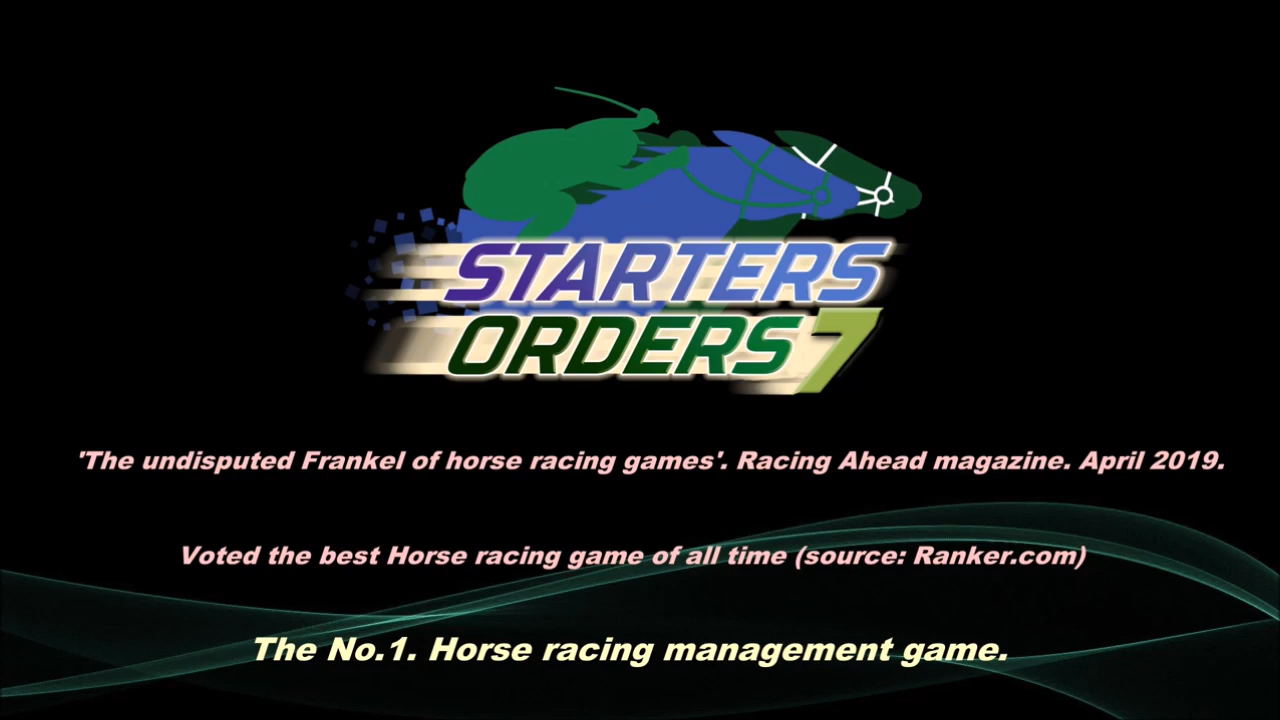 STARTERS
ORDERS 7
'The undisputed Frankel of horse racing games'. Racing Ahead magazine. April 2019.
Voted the best Horse racing game of all time (source: Ranker.com)
The No.1. Horse racing management game.